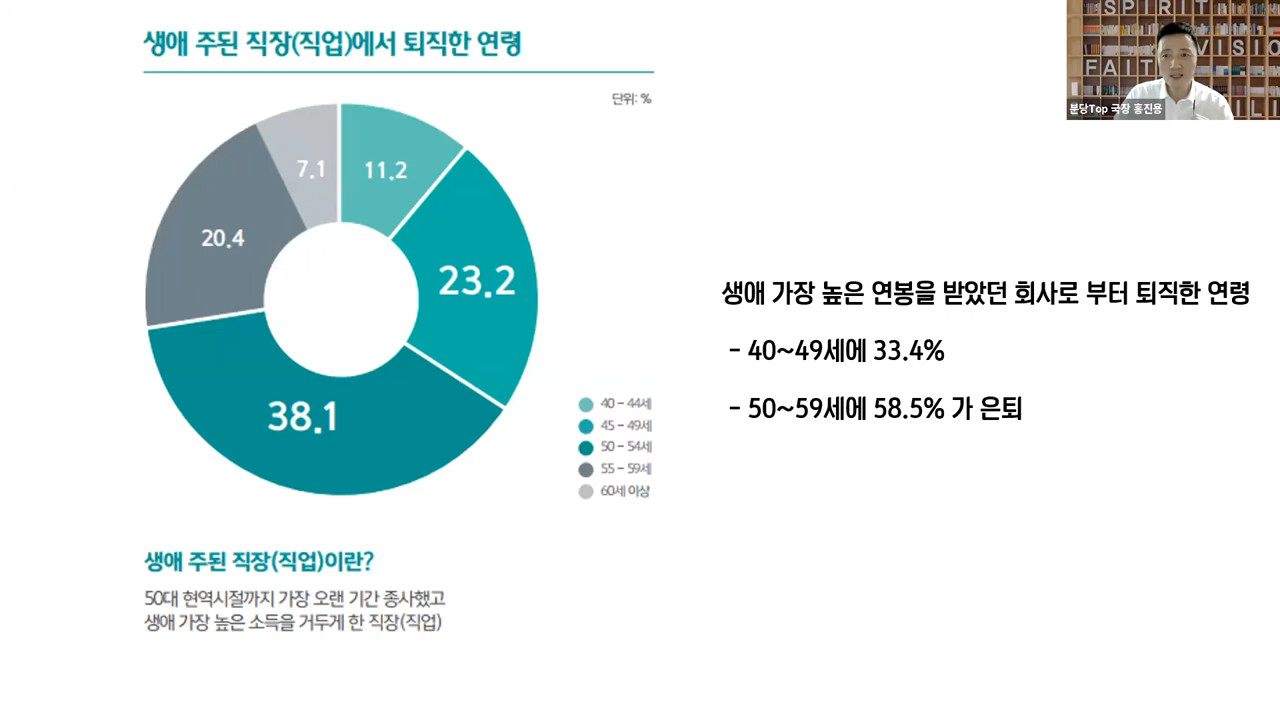 생애 주된 직장(직업)에서 퇴직한 연령
단위: %
7.1
11.2
20.4
23.2
38.1
40 - 44세
45 - 49세
50 - 54세
55 - 59세
60세 이상
생애 주된 직장(직업)이란?
50대 현역시절까지 가장 오랜 기간 종사했고
생애 가장 높은 소득을 거두게 한 직장(직업)
생애 가장 높은 연봉을 받았던 회사로 부터 퇴직한 연령
- 40~49세에 33.4%
- 50~59세에 58.5% 가 은퇴
SPIRIT
VISIO
FAIT
분당Top 국장 홍진용